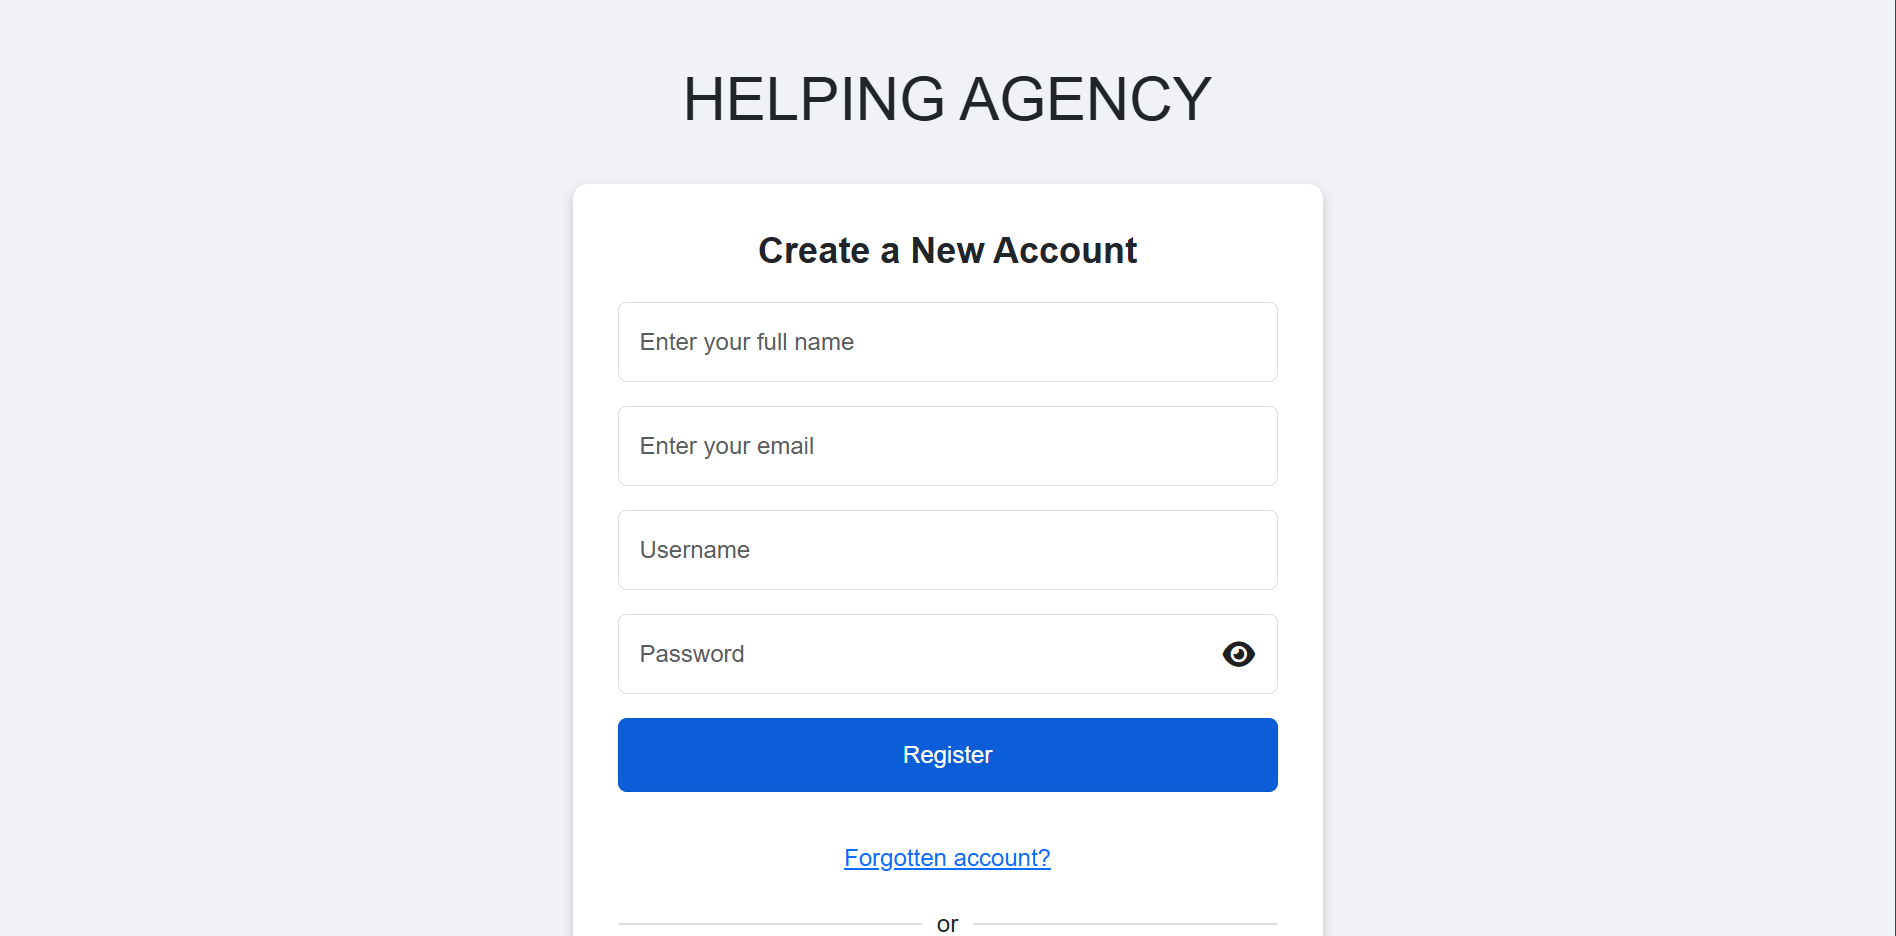 HELPING AGENCY
Create a New Account
Enter your full name
Enter your email
Username
Password
Register
Forgotten account?
or